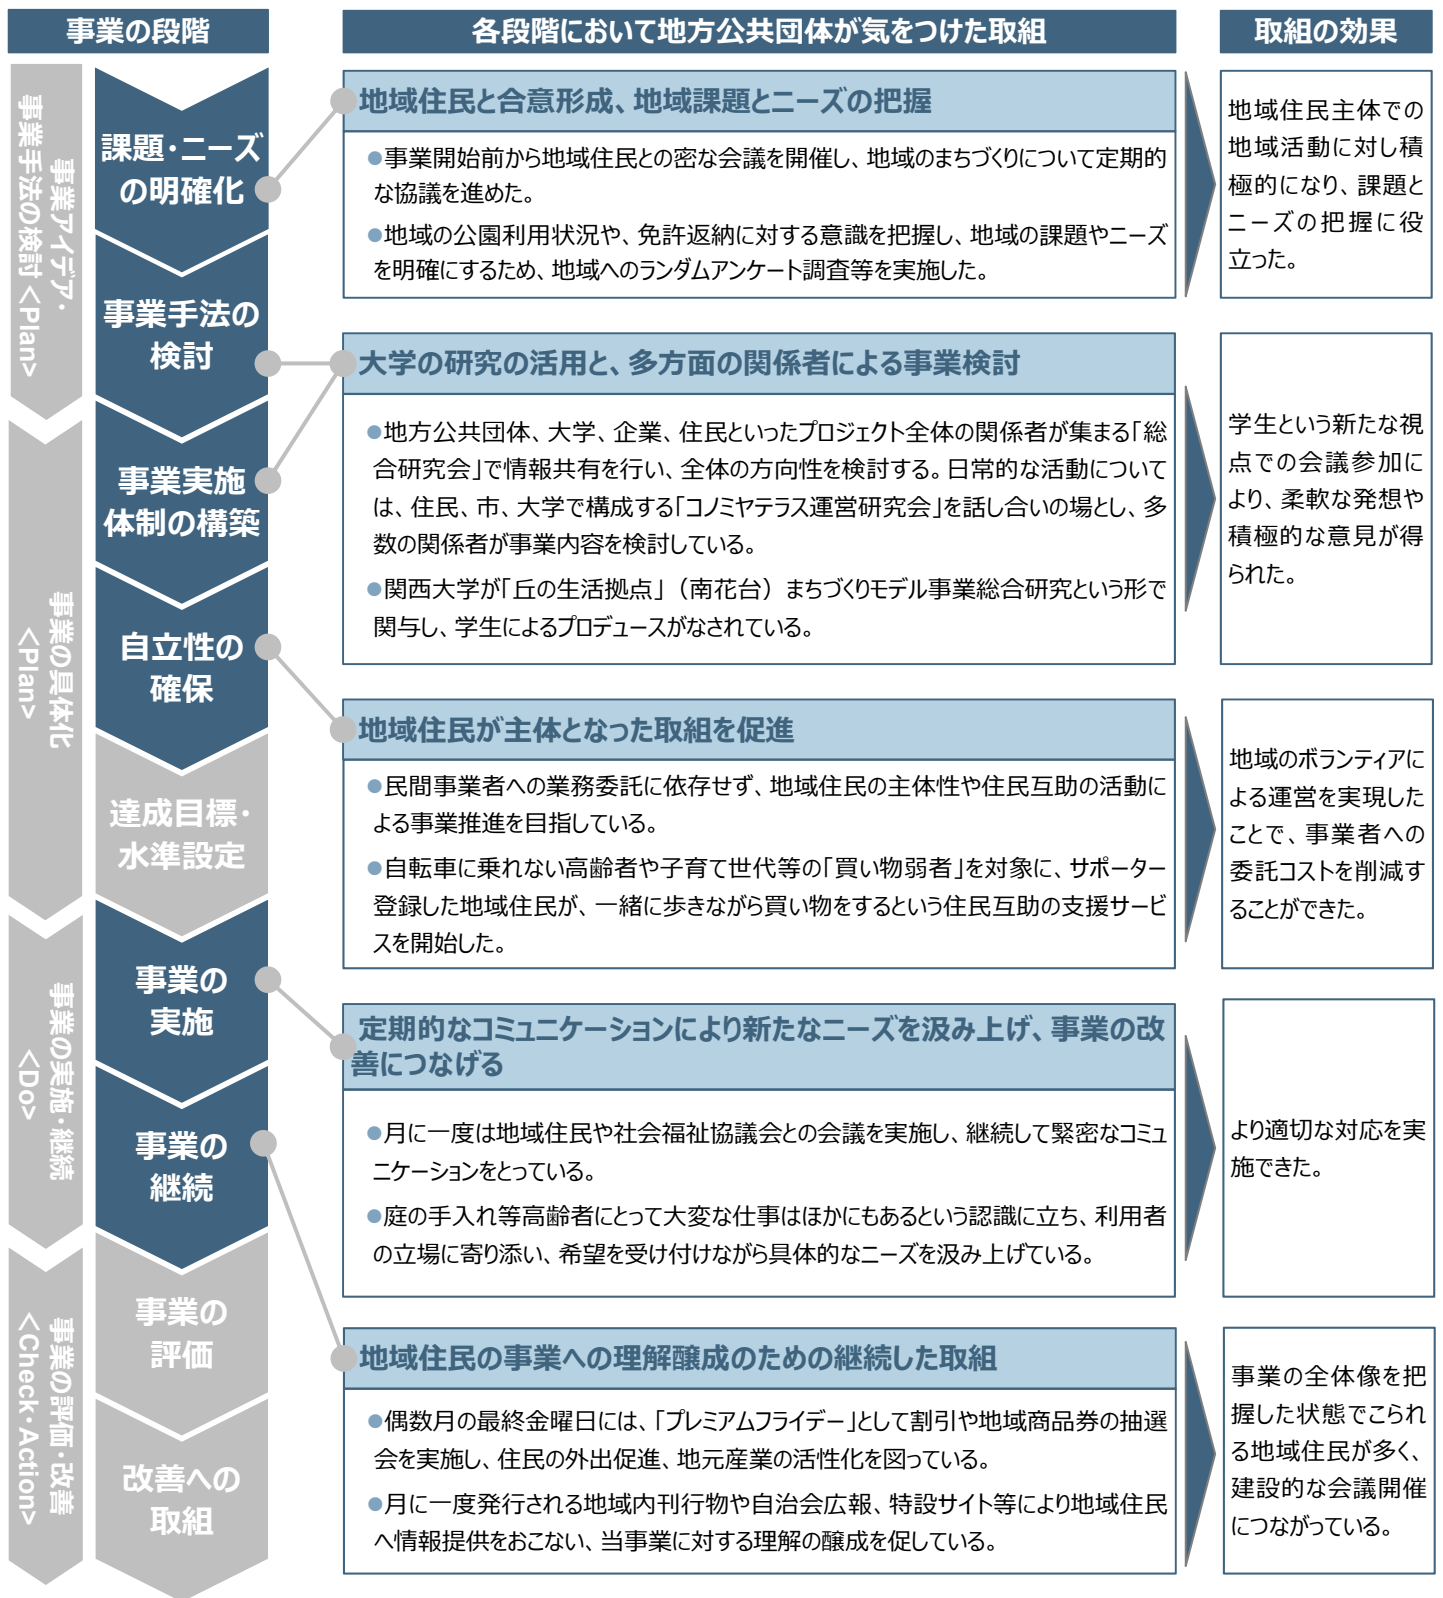 事業の段階
各段階において地方公共団体が気をつけた取組
取組の効果
事業アイデア・
事業手法の検討 <Plan>
課題・ニーズ
の明確化
事業手法の
検討
地域住民と合意形成、地域課題とニーズの把握
●事業開始前から地域住民との密な会議を開催し、地域のまちづくりについて定期的
な協議を進めた。
●地域の公園利用状況や、免許返納に対する意識を把握し、地域の課題やニーズ
を明確にするため、地域へのランダムアンケート調査等を実施した。
地域住民主体での
地域活動に対し積
極的になり、課題と
ニーズの把握に役
立った。
事業の具体化
<Plan>
事業実施
体制の構築
自立性の
確保
達成目標・
水準設定
大学の研究の活用と、多方面の関係者による事業検討
●地方公共団体、大学、企業、住民といったプロジェクト全体の関係者が集まる「総
合研究会」で情報共有を行い、全体の方向性を検討する。日常的な活動について
は、住民、市、大学で構成する「コノミヤテラス運営研究会」を話し合いの場とし、多
数の関係者が事業内容を検討している。
●関西大学が「丘の生活拠点」（南花台）まちづくりモデル事業総合研究という形で
関与し、学生によるプロデュースがなされている。
学生という新たな視
点での会議参加に
より、柔軟な発想や
積極的な意見が得
られた。
地域住民が主体となった取組を促進
●民間事業者への業務委託に依存せず、地域住民の主体性や住民互助の活動に
よる事業推進を目指している。
●自転車に乗れない高齢者や子育て世代等の「買い物弱者」を対象に、サポーター
登録した地域住民が、一緒に歩きながら買い物をするという住民互助の支援サービ
スを開始した。
地域のボランティアに
よる運営を実現した
ことで、事業者への
委託コストを削減す
ることができた。
事業の実施・継続
<Do>
事業の
実施
事業の
継続
定期的なコミュニケーションにより新たなニーズを汲み上げ、事業の改
善につなげる
●月に一度は地域住民や社会福祉協議会との会議を実施し、継続して緊密なコミュ
ニケーションをとっている。
●庭の手入れ等高齢者にとって大変な仕事はほかにもあるという認識に立ち、利用者
の立場に寄り添い、希望を受け付けながら具体的なニーズを汲み上げている。
より適切な対応を実
施できた。
事業の評価・改善
<Check・Action>
事業の
評価
改善への
取組
地域住民の事業への理解醸成のための継続した取組
●偶数月の最終金曜日には、「プレミアムフライデー」として割引や地域商品券の抽選
会を実施し、住民の外出促進、地元産業の活性化を図っている。
●月に一度発行される地域内刊行物や自治会広報、特設サイト等により地域住民
へ情報提供をおこない、当事業に対する理解の醸成を促している。
事業の全体像を把
握した状態でこられ
る地域住民が多く、
建設的な会議開催
につながっている。